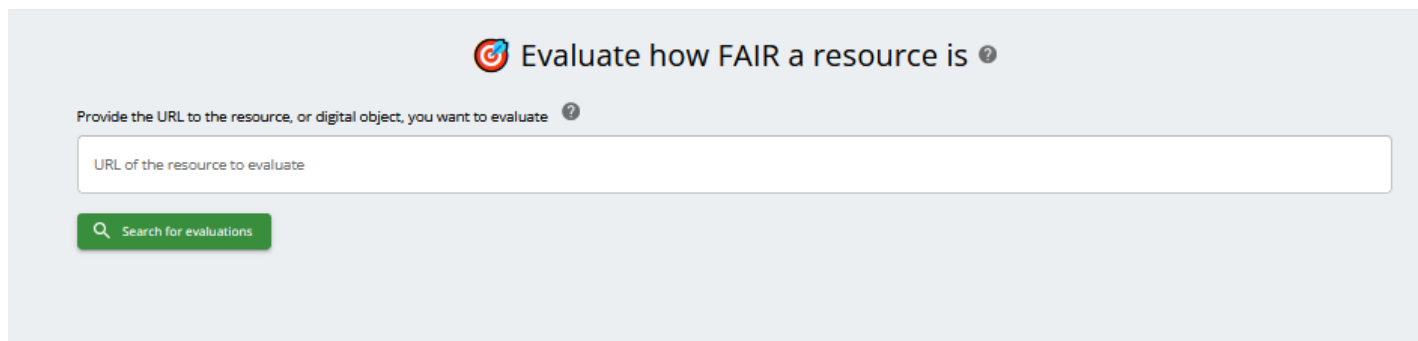 Evaluate how FAIR a resource is
Provide the URL to the resource, or digital object, you want to evaluate
URL of the resource to evaluate
Search for evaluations